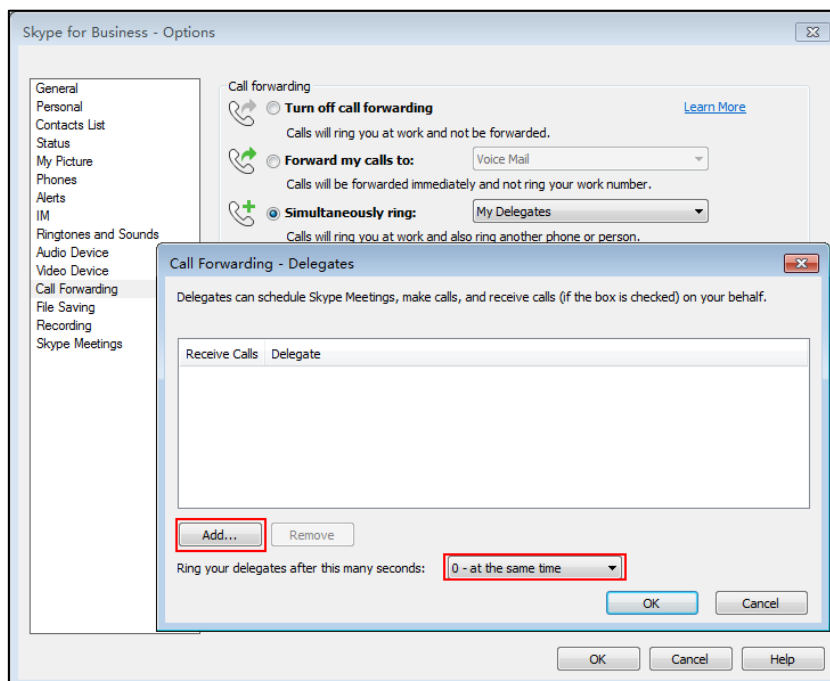 Skype for Business - Options
General
Personal
Contacts List
Status
My Picture
Phones
Alerts
IM
Ringtones and Sounds
Audio Device
Video Device
Call Forwarding
File Saving
Recording
Skype Meetings
Call forwarding
Turn off call forwarding
Learn More
Calls will ring you at work and not be forwarded.
Forward my calls to:
Voice Mail
Calls will be forwarded immediately and not ring your work number.
Simultaneously ring:
My Delegates
Calls will ring you at work and also ring another phone or person.
Call Forwarding - Delegates
Delegates can schedule Skype Meetings, make calls, and receive calls (if the box is checked) on your behalf.
Receive Calls Delegate
Add... Remove
Ring your delegates after this many seconds: 0 - at the same time
OK Cancel
OK Cancel Help